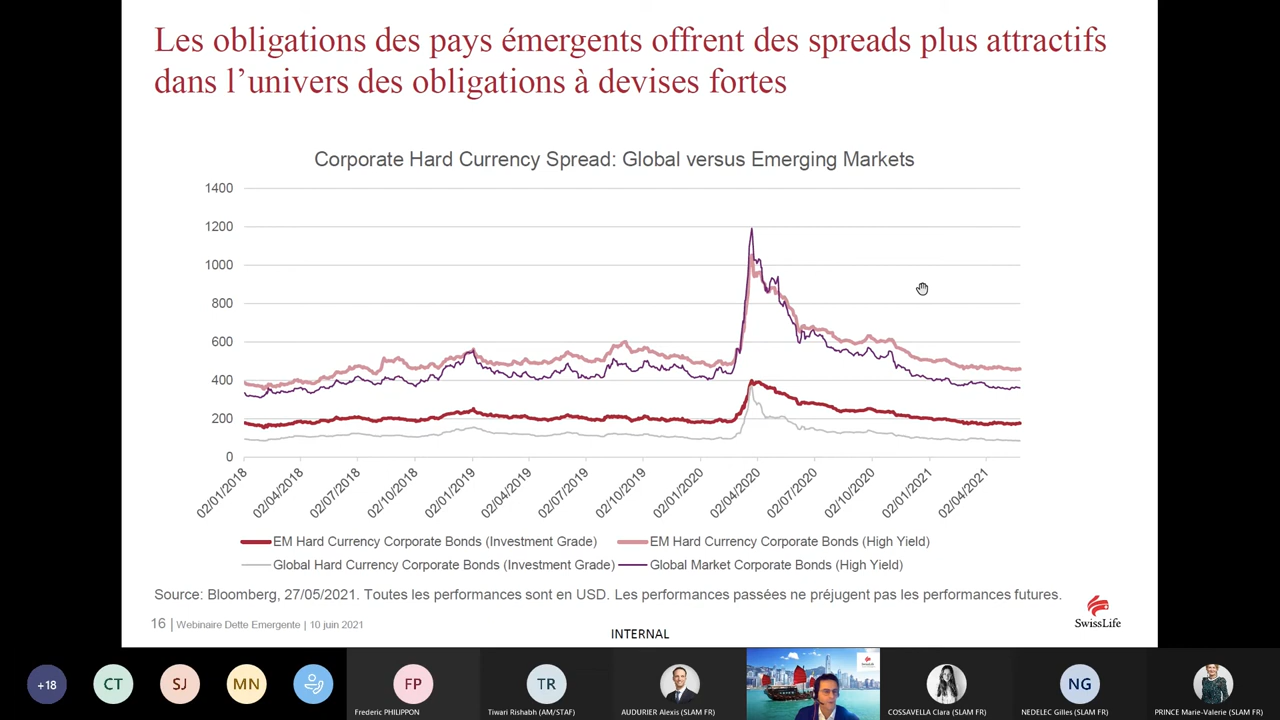 Les obligations des pays émergents offrent des spreads plus attractifs
dans l’univers des obligations à devises fortes
Corporate Hard Currency Spread: Global versus Emerging Markets
1400
1200
1000
800
600
400
200
0
02/01/2018
02/04/2018
02/07/2018
02/10/2018
02/01/2019
02/04/2019
02/07/2019
02/10/2019
02/01/2020
02/04/2020
02/07/2020
02/10/2020
02/01/2021
02/04/2021
EM Hard Currency Corporate Bonds (Investment Grade)
EM Hard Currency Corporate Bonds (High Yield)
Global Hard Currency Corporate Bonds (Investment Grade)
Global Market Corporate Bonds (High Yield)
Source: Bloomberg, 27/05/2021. Toutes les performances sont en USD. Les performances passées ne préjugent pas les performances futures.
16 | Webinaire Dette Emergente | 10 juin 2021
SwissLife
INTERNAL
+18
CT
SJ
MN
FP
Frederic PHILIPPON
TR
Tiwari Rishabh (AM/STAF)
AUDURIER Alexis (SLAM FR)
COSSAVELLA Clara (SLAM FR)
NG
NEDELEC Gilles (SLAM FR)
PRINCE Marie-Valerie (SLAM FR)